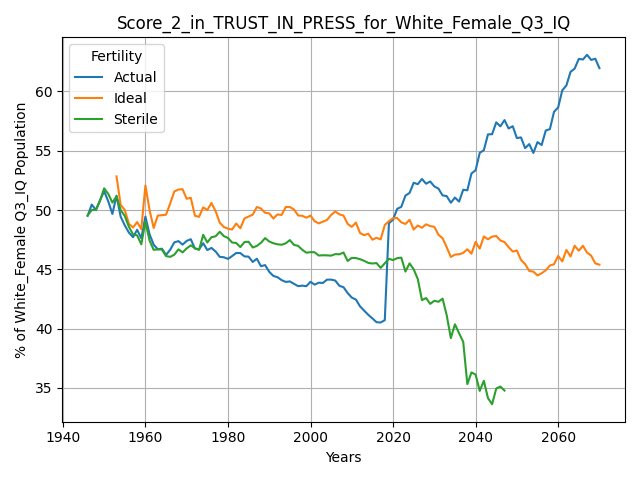 Score_2_in_TRUST_IN_PRESS_for_White_Female_Q3_IQ
Fertility
Actual
Ideal
Sterile
% of White_Female Q3_IQ Population
60
55
50
45
40
35
1940
1960
1980
2000
2020
2040
2060
Years